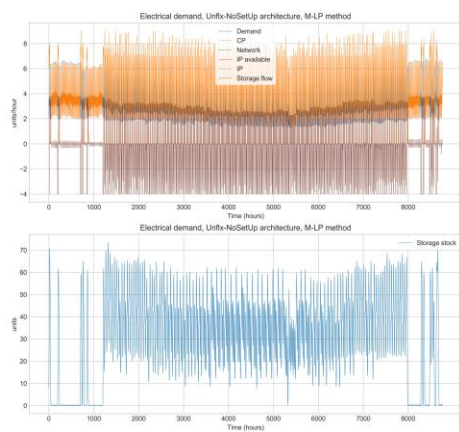 Electrical demand, Unflx-NoSetUp architecture, M-LP method
Demand
CP
Network
IP available
IP
Storage flow
8
6
4
2
0
−2
−4
units/hour
0 1000 2000 3000 4000 5000 6000 7000 8000
Time (hours)
Electrical demand, Unflx-NoSetUp architecture, M-LP method
Storage stock
70
60
50
40
30
20
10
0
units
0 1000 2000 3000 4000 5000 6000 7000 8000
Time (hours)